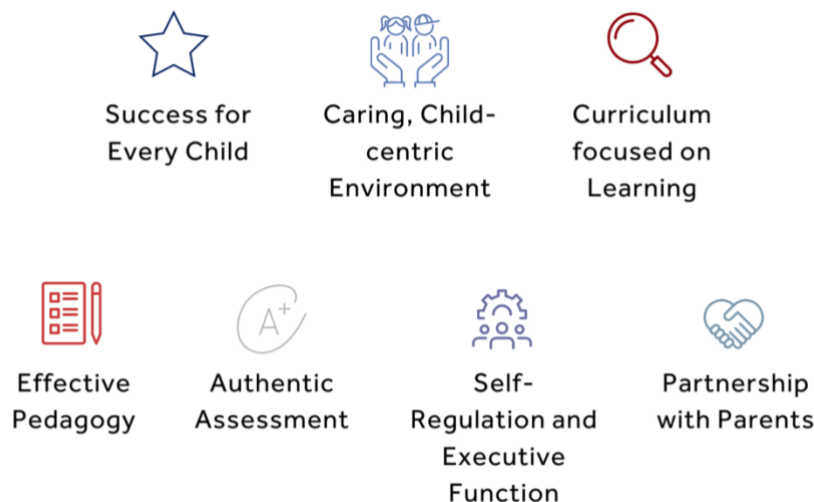 Success for
Every Child
Caring, Child-
centric
Environment
Curriculum
focused on
Learning
A+
Effective
Pedagogy
Authentic
Assessment
Self-
Regulation and
Executive
Function
Partnership
with Parents